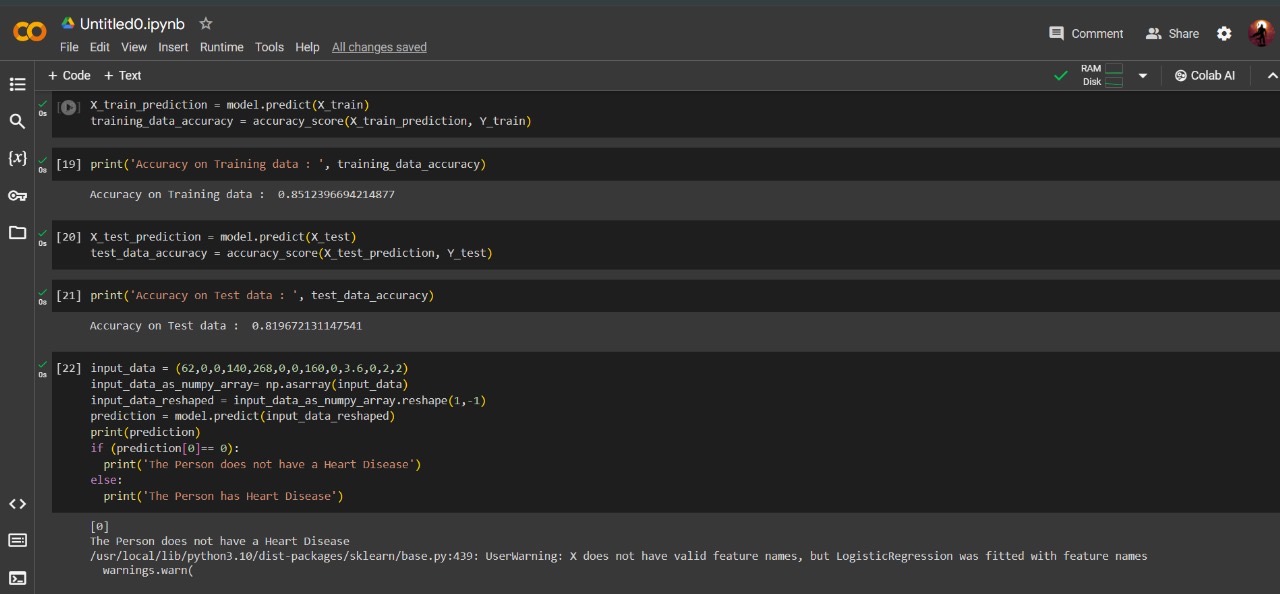 Untitled0.ipynb
File Edit View Insert Runtime Tools Help All changes saved
Comment Share
+ Code + Text
RAM
Disk
Colab AI
0s
X_train_prediction = model.predict(X_train)
training_data_accuracy = accuracy_score(X_train_prediction, Y_train)
0s
[19] print('Accuracy on Training data : ', training_data_accuracy)
Accuracy on Training data :  0.8512396694214877
0s
[20] X_test_prediction = model.predict(X_test)
test_data_accuracy = accuracy_score(X_test_prediction, Y_test)
0s
[21] print('Accuracy on Test data : ', test_data_accuracy)
Accuracy on Test data :  0.819672131147541
0s
[22] input_data = (62,0,0,140,268,0,0,160,0,3.6,0,2,2)
input_data_as_numpy_array= np.asarray(input_data)
input_data_reshaped = input_data_as_numpy_array.reshape(1,-1)
prediction = model.predict(input_data_reshaped)
print(prediction)
if (prediction[0]== 0):
  print('The Person does not have a Heart Disease')
else:
  print('The Person has Heart Disease')
[0]
The Person does not have a Heart Disease
/usr/local/lib/python3.10/dist-packages/sklearn/base.py:439: UserWarning: X does not have valid feature names, but LogisticRegression was fitted with feature names
  warnings.warn(